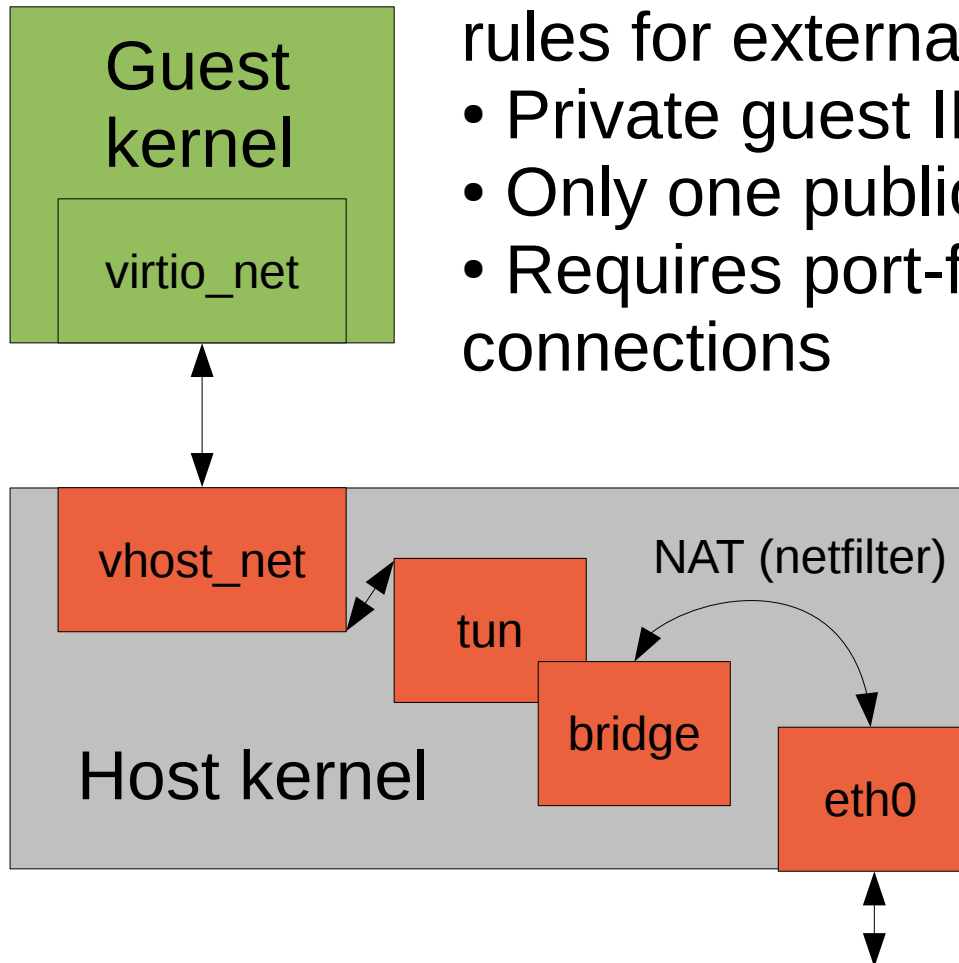 Guest
kernel
virtio_net
rules for externa
• Private guest I
• Only one public
• Requires port-f
connections
vhost_net
NAT (netfilter)
tun
bridge
Host kernel
eth0